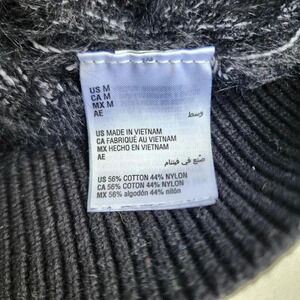 US M
CA M
MX M
AE وسط
US MADE IN VIETNAM
CA FABRIQUÉ AU VIETNAM
MX HECHO EN VIETNAM
صنع في فيتنام
US 56% COTTON 44% NYLON
CA 56% COTON 44% NYLON
MX 56% algodón 44% nilón